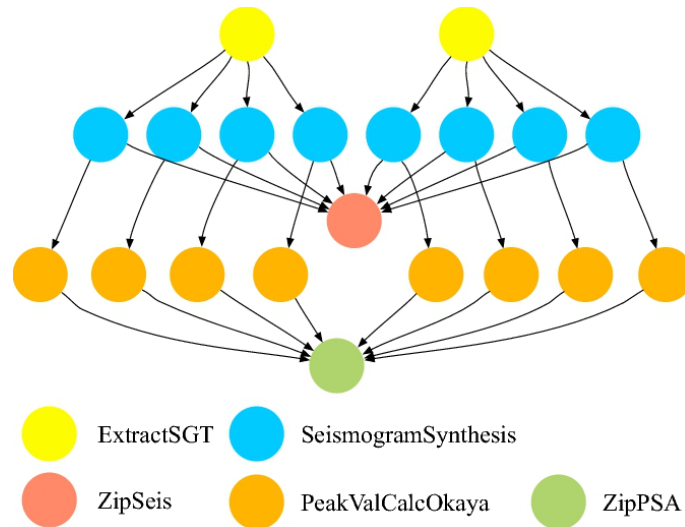 ExtractSGT
SeismogramSynthesis
ZipSeis
PeakValCalcOkaya
ZipPSA